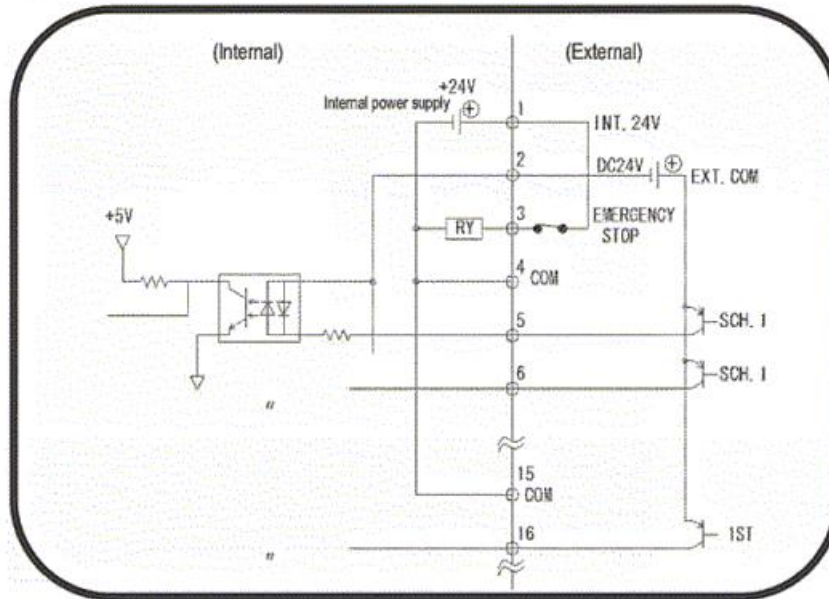 (Internal)
(External)
+24V
Internal power supply
1
INT. 24V
2
DC24V
EXT. COM
+5V
3
RY
EMERGENCY
STOP
4
COM
5
SCH. 1
6
SCH. 1
〃
15
COM
16
1ST
〃